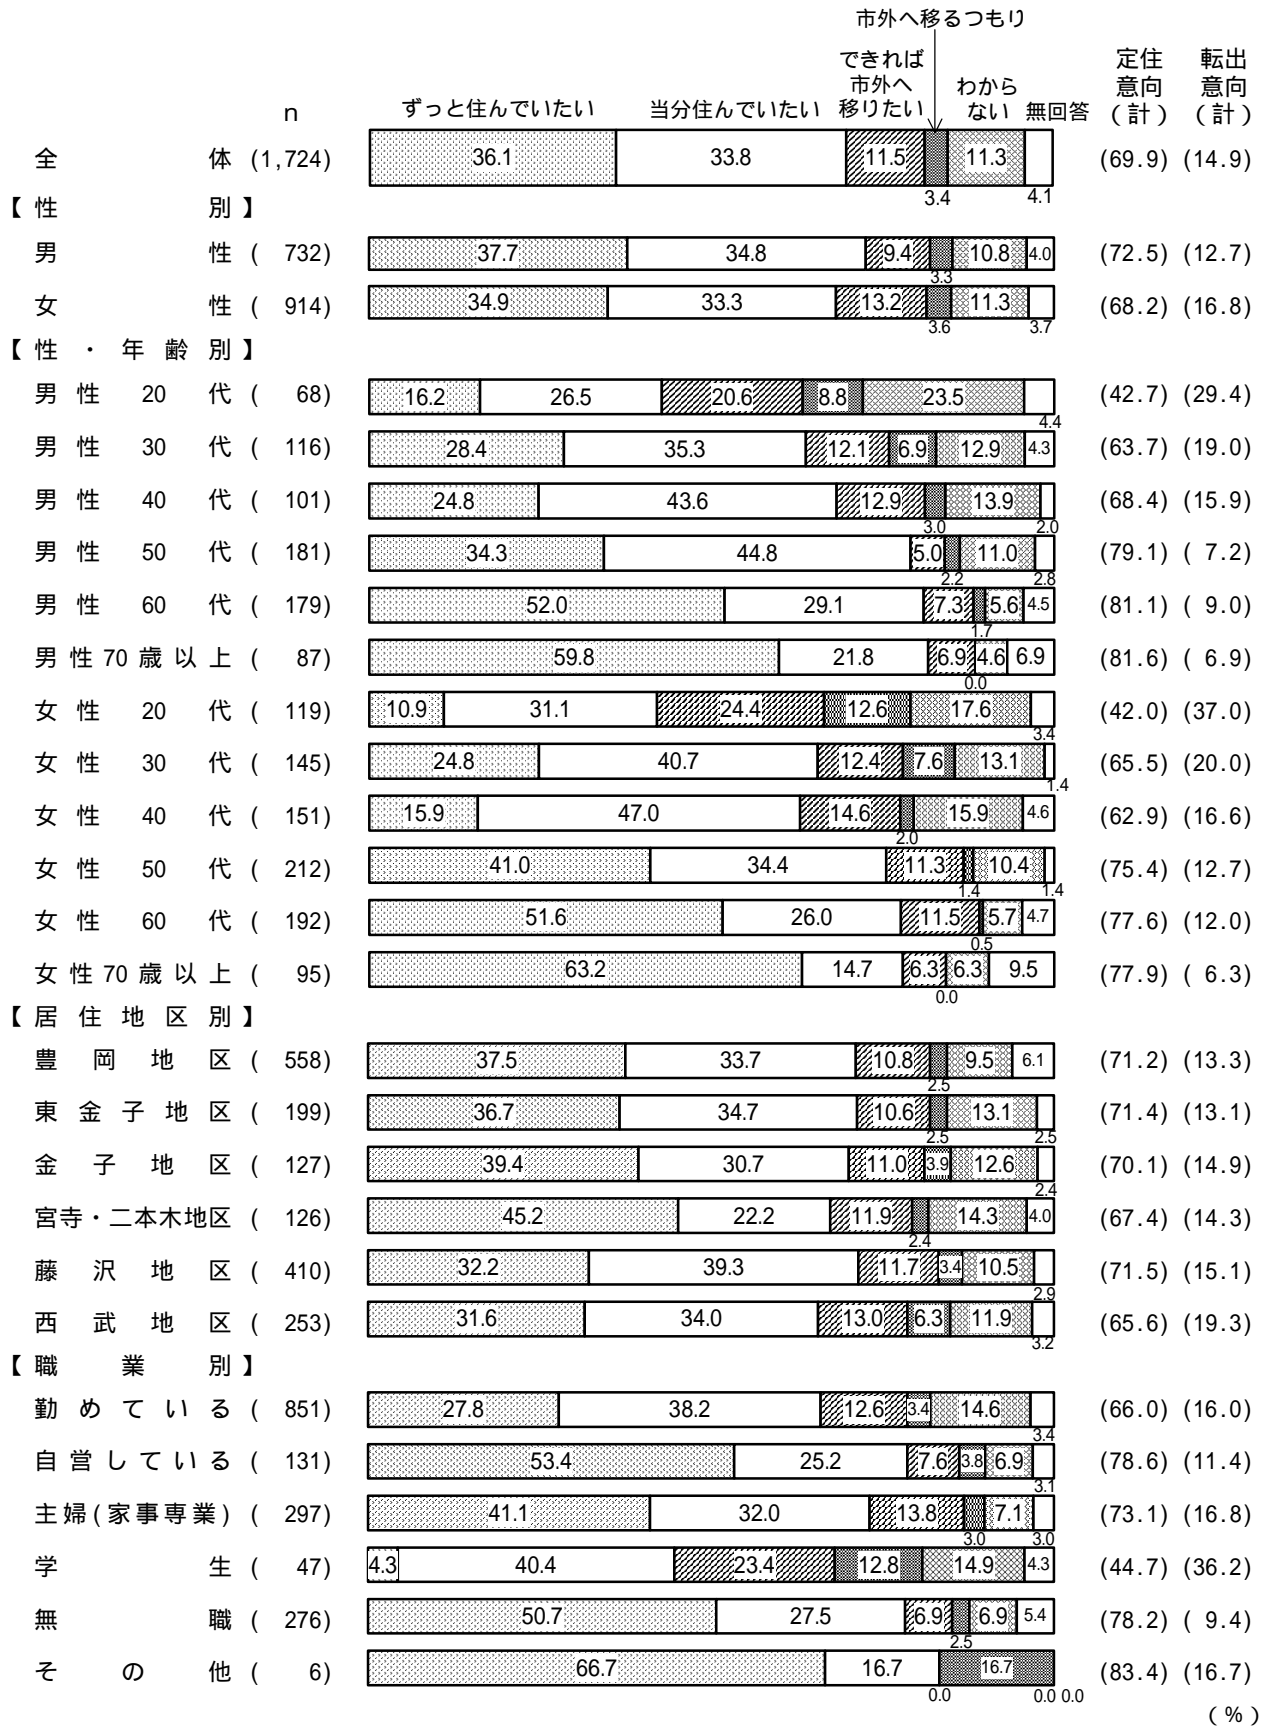 市外へ移るつもり
できれば 定住 転出
市外へ わから 意向 意向
n ずっと住んでいたい 当分住んでいたい 移りたい ない 無回答 (計) (計)
全体 (1,724) 36.1 33.8 11.5 3.4 11.3 4.1 (69.9) (14.9)
【性別】
男性 ( 732) 37.7 34.8 9.4 3.3 10.8 4.0 (72.5) (12.7)
女性 ( 914) 34.9 33.3 13.2 3.6 11.3 3.7 (68.2) (16.8)
【性・年齢別】
男性20代 ( 68) 16.2 26.5 20.6 8.8 23.5 4.4 (42.7) (29.4)
男性30代 ( 116) 28.4 35.3 12.1 6.9 12.9 4.3 (63.7) (19.0)
男性40代 ( 101) 24.8 43.6 12.9 3.0 13.9 2.0 (68.4) (15.9)
男性50代 ( 181) 34.3 44.8 5.0 2.2 11.0 2.8 (79.1) ( 7.2)
男性60代 ( 179) 52.0 29.1 7.3 1.7 5.6 4.5 (81.1) ( 9.0)
男性70歳以上 ( 87) 59.8 21.8 6.9 0.0 4.6 6.9 (81.6) ( 6.9)
女性20代 ( 119) 10.9 31.1 24.4 12.6 17.6 3.4 (42.0) (37.0)
女性30代 ( 145) 24.8 40.7 12.4 7.6 13.1 1.4 (65.5) (20.0)
女性40代 ( 151) 15.9 47.0 14.6 2.0 15.9 4.6 (62.9) (16.6)
女性50代 ( 212) 41.0 34.4 11.3 1.4 10.4 1.4 (75.4) (12.7)
女性60代 ( 192) 51.6 26.0 11.5 0.5 5.7 4.7 (77.6) (12.0)
女性70歳以上 ( 95) 63.2 14.7 6.3 0.0 6.3 9.5 (77.9) ( 6.3)
【居住地区別】
豊岡地区 ( 558) 37.5 33.7 10.8 2.5 9.5 6.1 (71.2) (13.3)
東金子地区 ( 199) 36.7 34.7 10.6 2.5 13.1 2.5 (71.4) (13.1)
金子地区 ( 127) 39.4 30.7 11.0 3.9 12.6 2.4 (70.1) (14.9)
宮寺・二本木地区 ( 126) 45.2 22.2 11.9 2.4 14.3 4.0 (67.4) (14.3)
藤沢地区 ( 410) 32.2 39.3 11.7 3.4 10.5 2.9 (71.5) (15.1)
西武地区 ( 253) 31.6 34.0 13.0 6.3 11.9 3.2 (65.6) (19.3)
【職業別】
勤めている ( 851) 27.8 38.2 12.6 3.4 14.6 3.4 (66.0) (16.0)
自営している ( 131) 53.4 25.2 7.6 3.8 6.9 3.1 (78.6) (11.4)
主婦(家事専業) ( 297) 41.1 32.0 13.8 3.0 7.1 3.0 (73.1) (16.8)
学生 ( 47) 4.3 40.4 23.4 12.8 14.9 4.3 (44.7) (36.2)
無職 ( 276) 50.7 27.5 6.9 2.5 6.9 5.4 (78.2) ( 9.4)
その他 ( 6) 66.7 16.7 0.0 16.7 0.0 0.0 (83.4) (16.7)
(%)